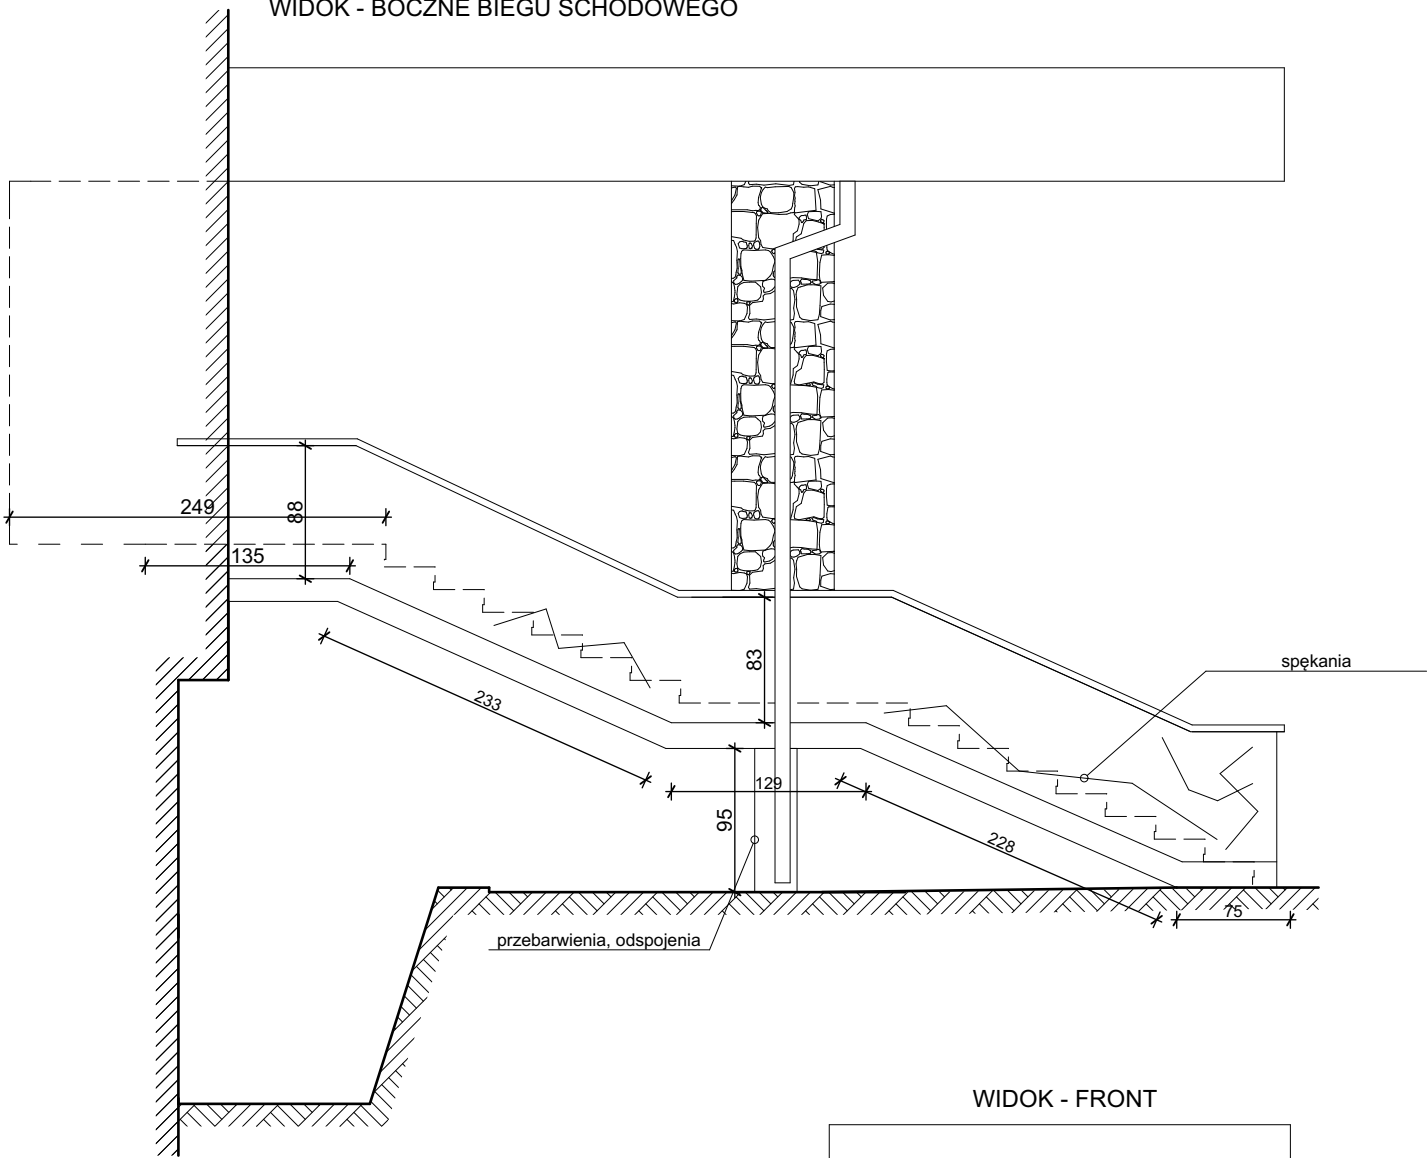 WIDOK - BOCZNE BIEGU SCHODOWEGO
249
88
135
83
spękania
233
129
95
228
75
przebarwienia, odspojenia
WIDOK - FRONT